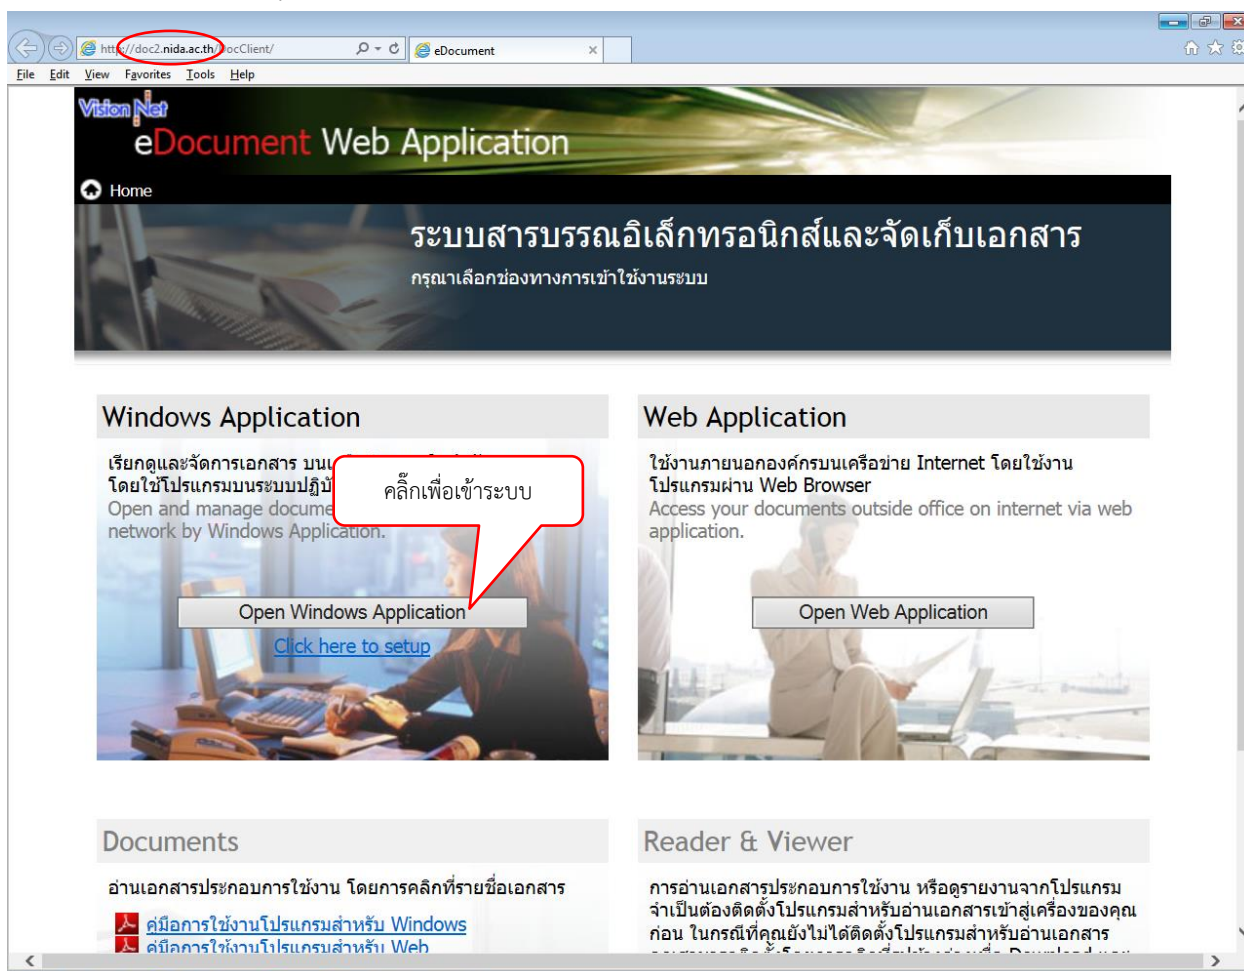 http://doc2.nida.ac.th/DocClient/
eDocument
File Edit View Favorites Tools Help
Vision Net
eDocument Web Application
Home
ระบบสารบรรณอิเล็กทรอนิกส์และจัดเก็บเอกสาร
กรุณาเลือกช่องทางการเข้าใช้งานระบบ
Windows Application
เรียกดูและจัดการเอกสาร
โดยใช้โปรแกรมบนระบบ
Open and manage
network by Windows Application.
คลิ๊กเพื่อเข้าระบบ
Open Windows Application
Click here to setup
Web Application
ใช้งานภายนอกองค์กรบนเครือข่าย Internet โดยใช้งาน
โปรแกรมผ่าน Web Browser
Access your documents outside office on internet via web
application.
Open Web Application
Documents
อ่านเอกสารประกอบการใช้งาน โดยการคลิกที่รายชื่อเอกสาร
คู่มือการใช้งานโปรแกรมสำหรับ Windows
คู่มือการใช้งานโปรแกรมสำหรับ Web
Reader & Viewer
การอ่านเอกสารประกอบการใช้งาน หรือดูรายงานจากโปรแกรม
จำเป็นต้องติดตั้งโปรแกรมสำหรับอ่านเอกสารเข้าสู่เครื่องของคุณ
ก่อน ในกรณีที่คุณยังไม่ได้ติดตั้งโปรแกรมสำหรับอ่านเอกสาร